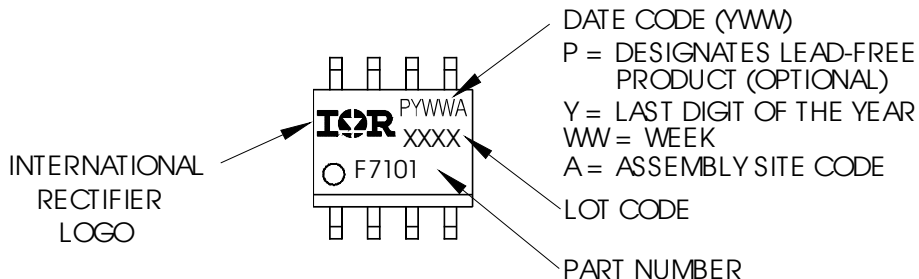 DATE CODE (YWW)
P = DESIGNATES LEAD-FREE
PRODUCT (OPTIONAL)
Y = LAST DIGIT OF THE YEAR
WW = WEEK
A = ASSEMBLY SITE CODE
LOT CODE
PART NUMBER
INTERNATIONAL
RECTIFIER
LOGO
PYWWA
IOR
XXXX
F7101